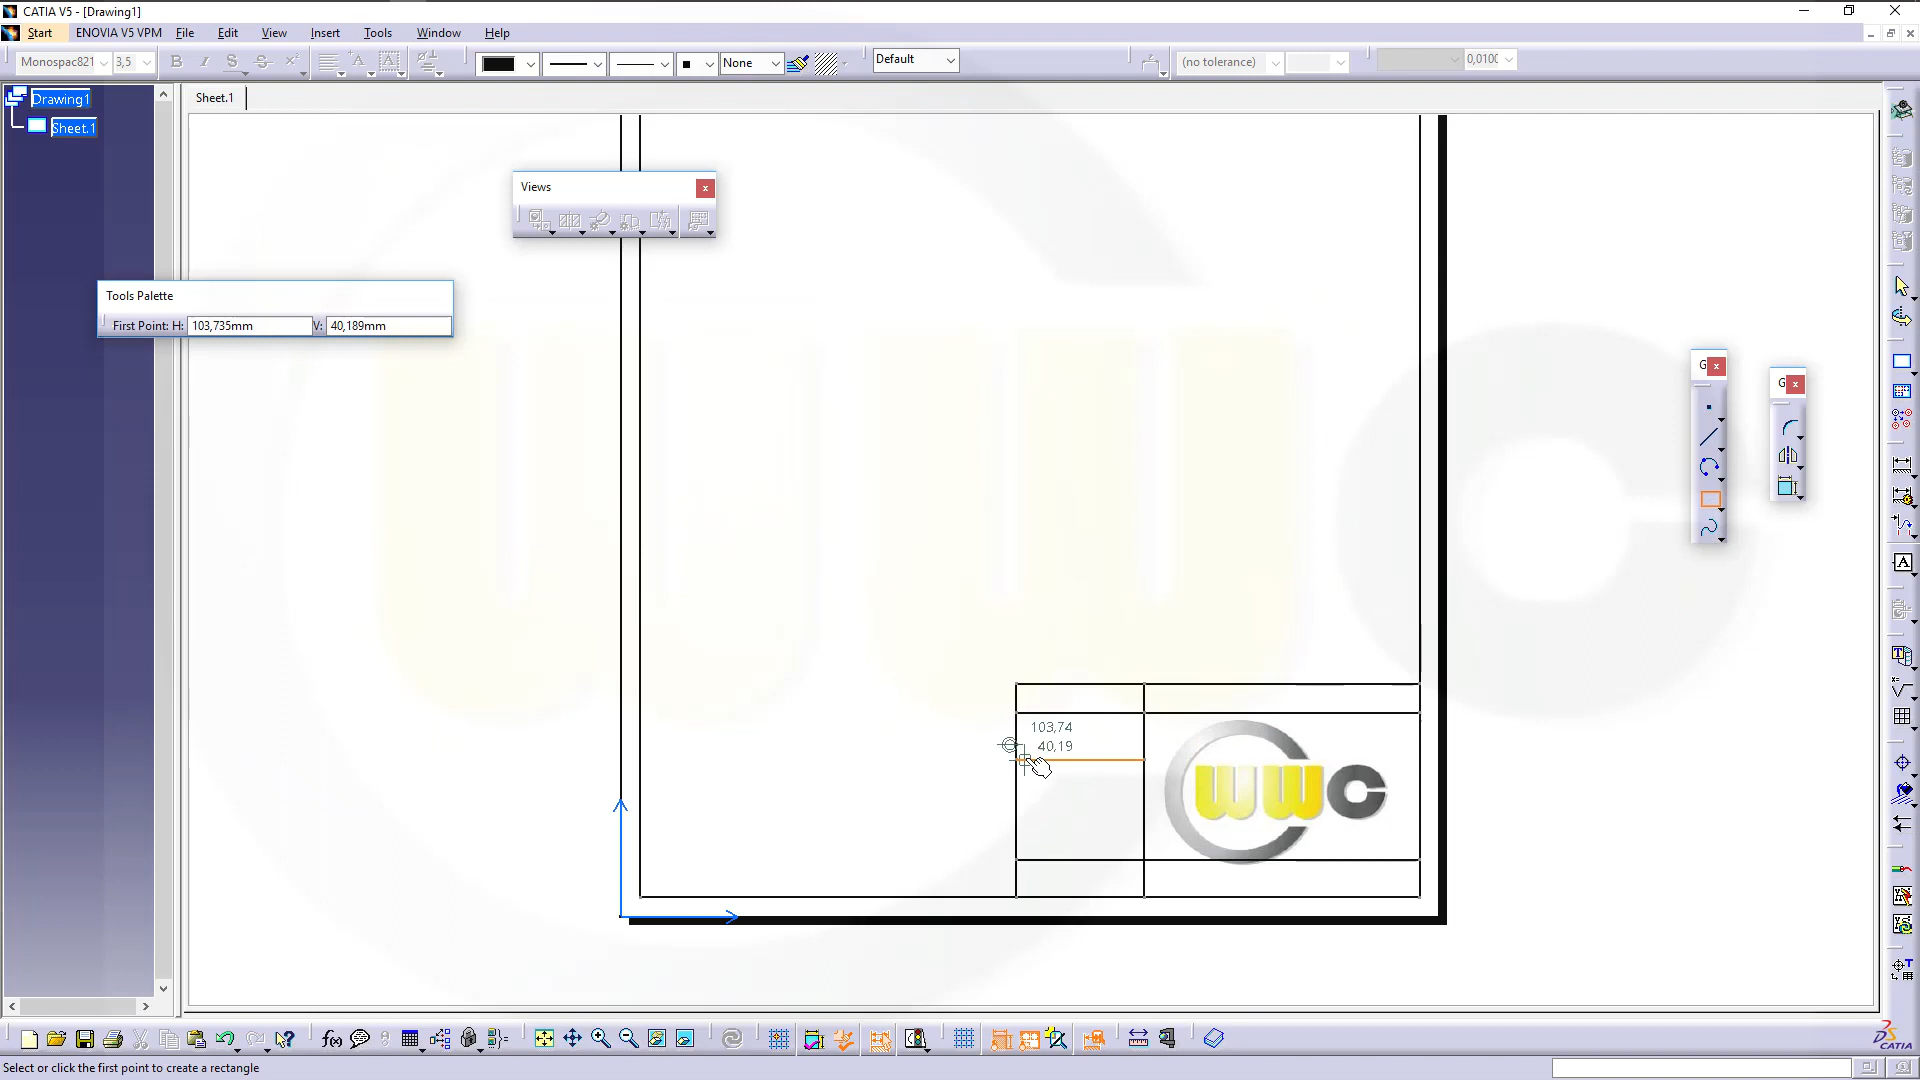 CATIA V5 - [Drawing1]
Start ENOVIA V5 VPM File Edit View Insert Tools Window Help
Monospac821 3,5 B I S S None Default (no tolerance) 0,0100
Drawing1
Sheet.1
Sheet.1
Views
Tools Palette
First Point: H: 103,735mm V: 40,189mm
G
G
103,74
40,19
wwc
CATIA
Select or click the first point to create a rectangle